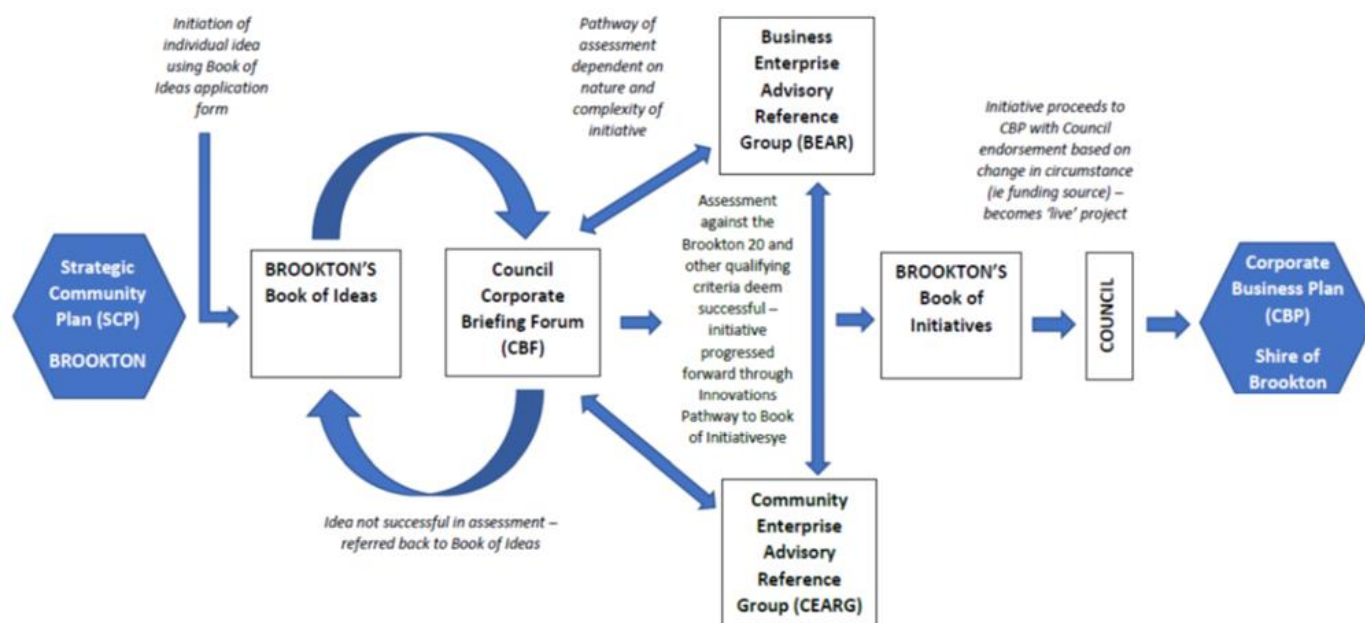 Initiation of
individual idea
using Book of
Ideas application
form
Pathway of
assessment
dependent on
nature and
complexity of
initiative
Business
Enterprise
Advisory
Reference
Group (BEAR)
Initiative proceeds to
CBP with Council
endorsement based on
change in circumstance
(ie funding source) –
becomes 'live' project
Strategic
Community
Plan (SCP)
BROOKTON
BROOKTON'S
Book of Ideas
Council
Corporate
Briefing Forum
(CBF)
Assessment
against the
Brookton 20 and
other qualifying
criteria deem
successful –
initiative
progressed
forward through
Innovations
Pathway to Book
of Initiativesye
BROOKTON'S
Book of
Initiatives
COUNCIL
Corporate
Business Plan
(CBP)
Shire of
Brookton
Idea not successful in assessment –
referred back to Book of Ideas
Community
Enterprise
Advisory
Reference
Group (CEARG)